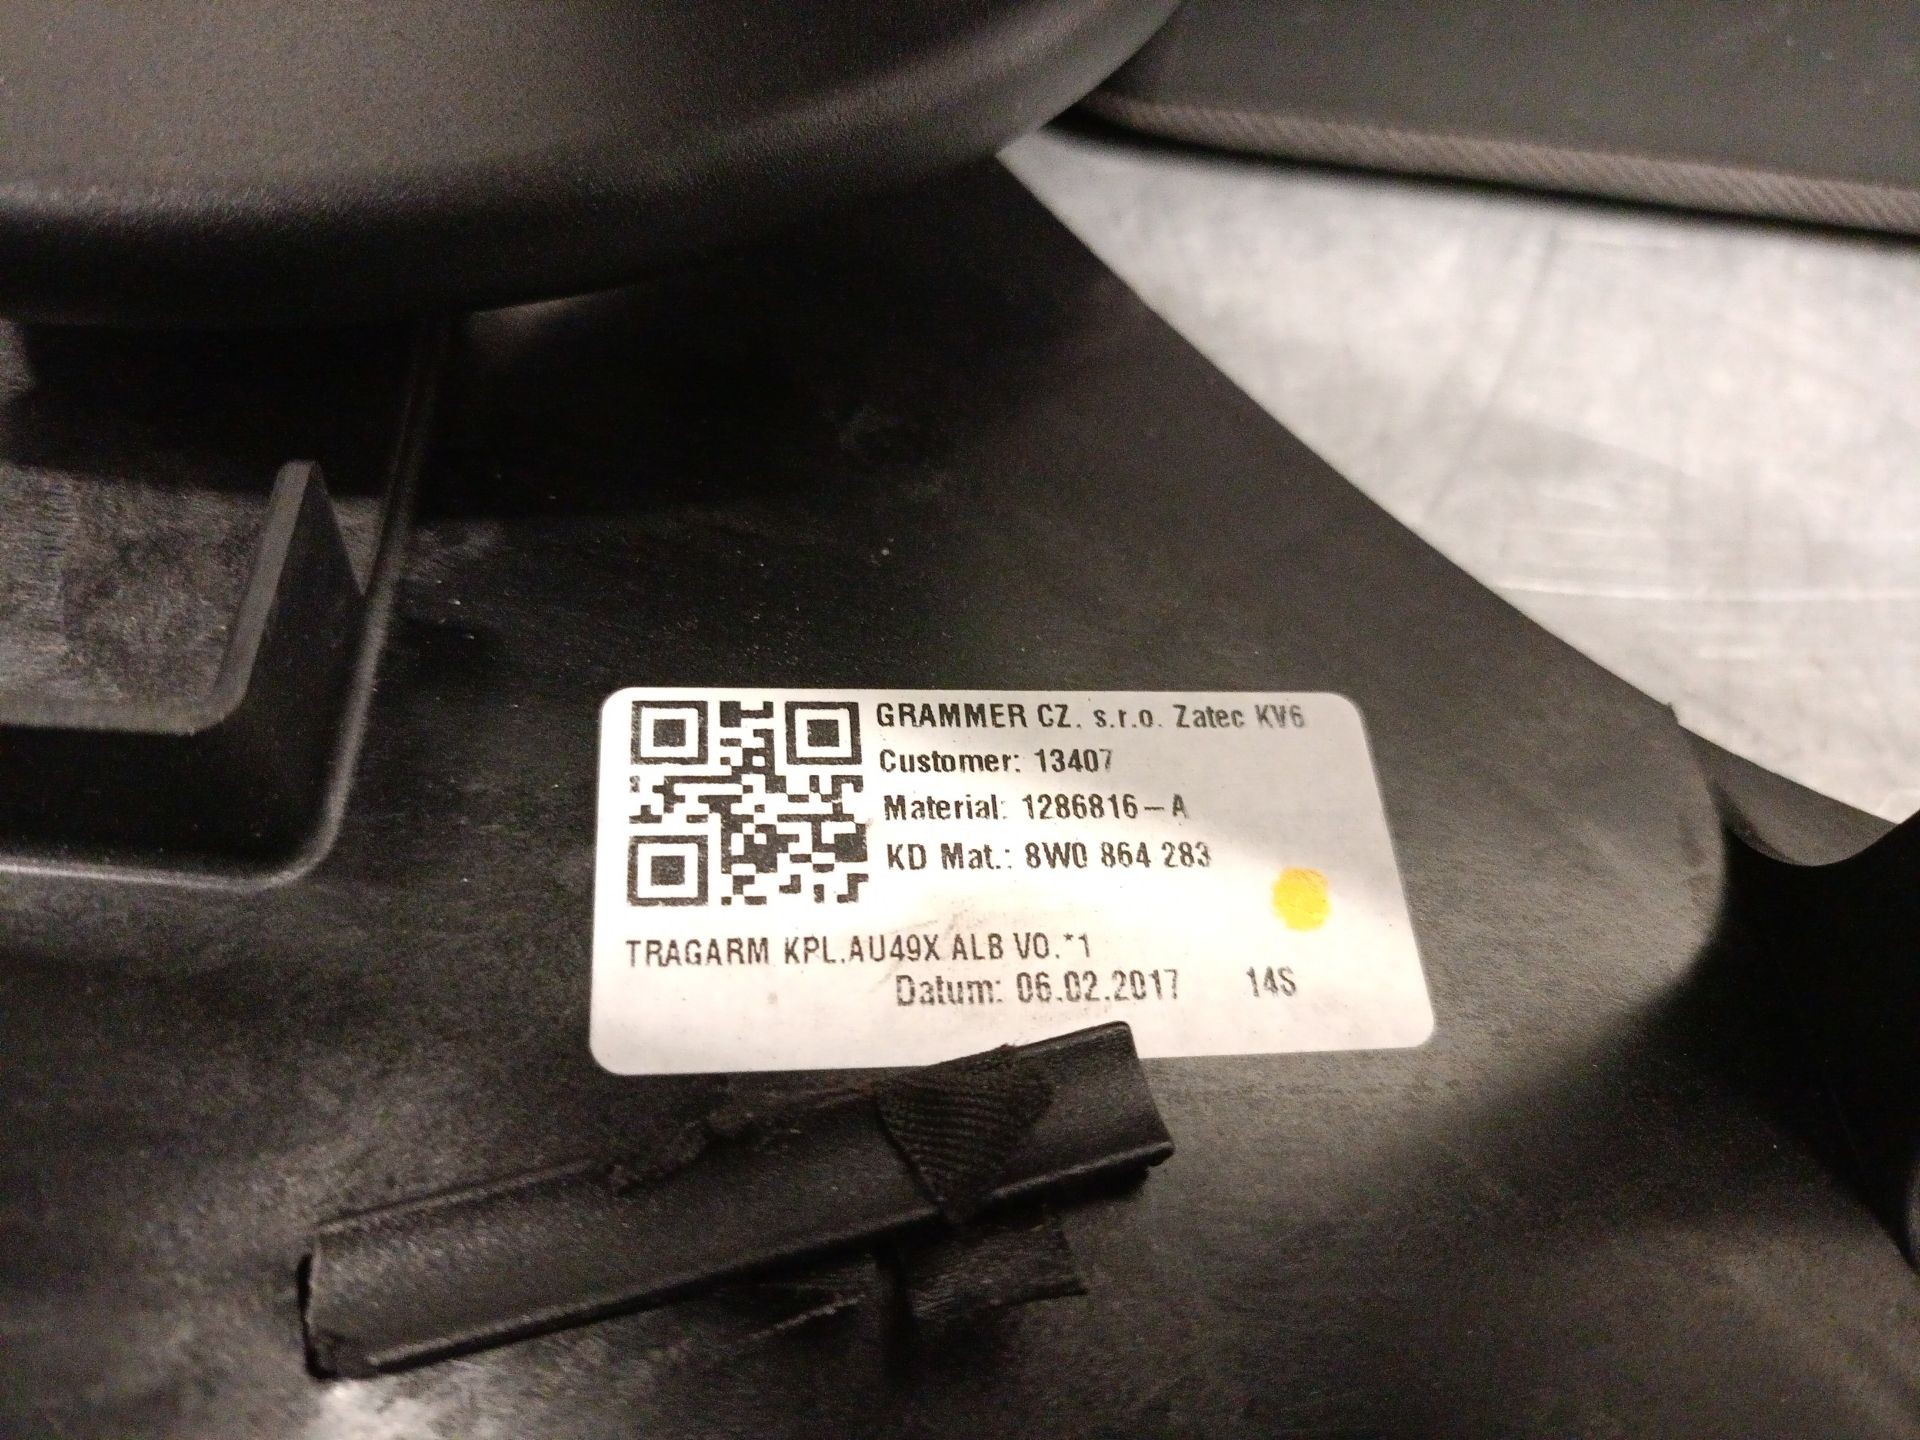 GRAMMER CZ. s.r.o. Zatec KV6
Customer: 13407
Material: 1286816-A
KD Mat.: 8W0 864 283
TRAGARM KPL.AU49X ALB VO.*1
Datum: 06.02.2017 14S